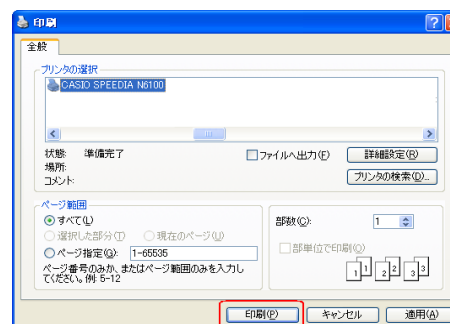 印刷
全般
プリンタの選択
CASIO SPEEDIA N6100
状態: 準備完了
場所:
コメント:
ファイルへ出力(F)
詳細設定(R)
プリンタの検索(D)...
ページ範囲
すべて(L)
選択した部分(T) 現在のページ(U)
ページ指定(G): 1-65535
ページ番号のみか、またはページ範囲のみを入力し
てください。例: 5-12
部数(C): 1
部単位で印刷(O)
1 1 2 2 3 3
印刷(P) キャンセル 適用(A)